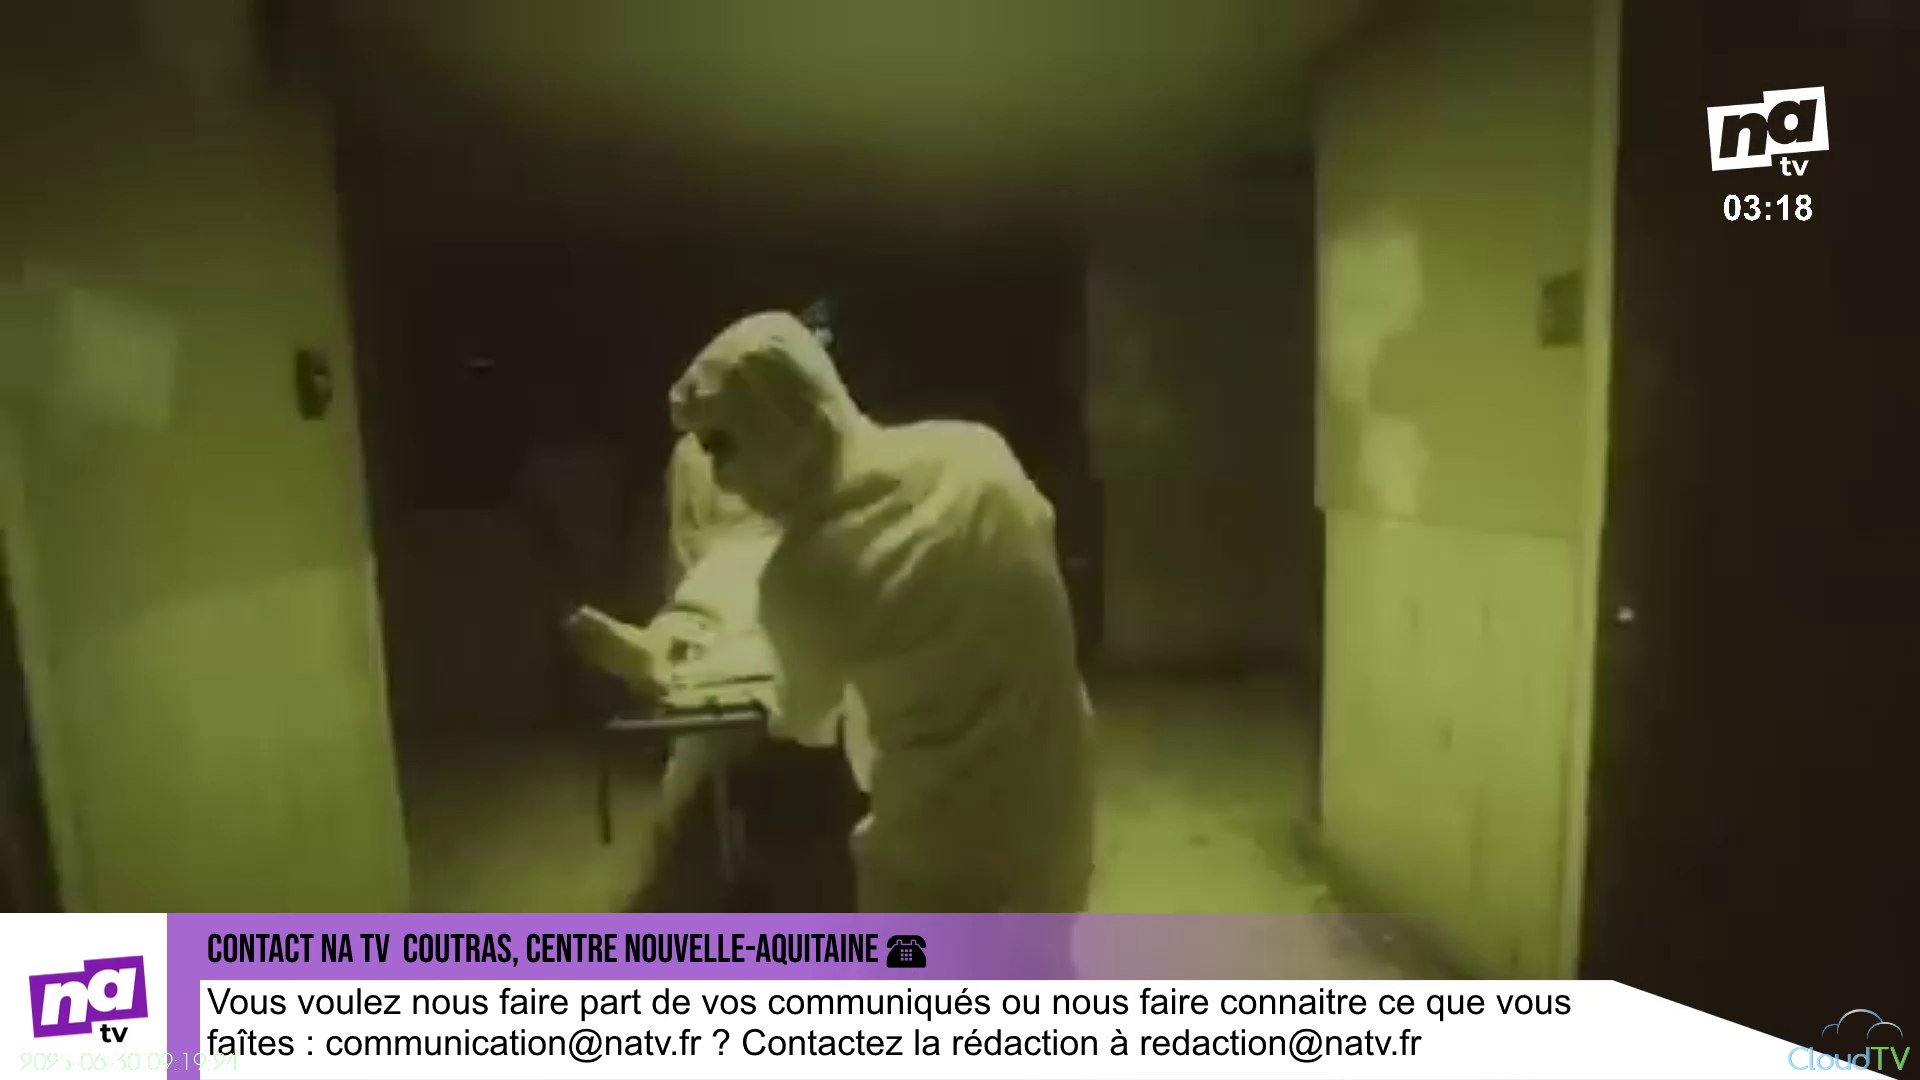 na
tv
03:18
CONTACT NA TV COUTRAS, CENTRE NOUVELLE-AQUITAINE
Vous voulez nous faire part de vos communiqués ou nous faire connaitre ce que vous
faîtes : communication@natv.fr ? Contactez la rédaction à redaction@natv.fr
na
tv
CloudTV